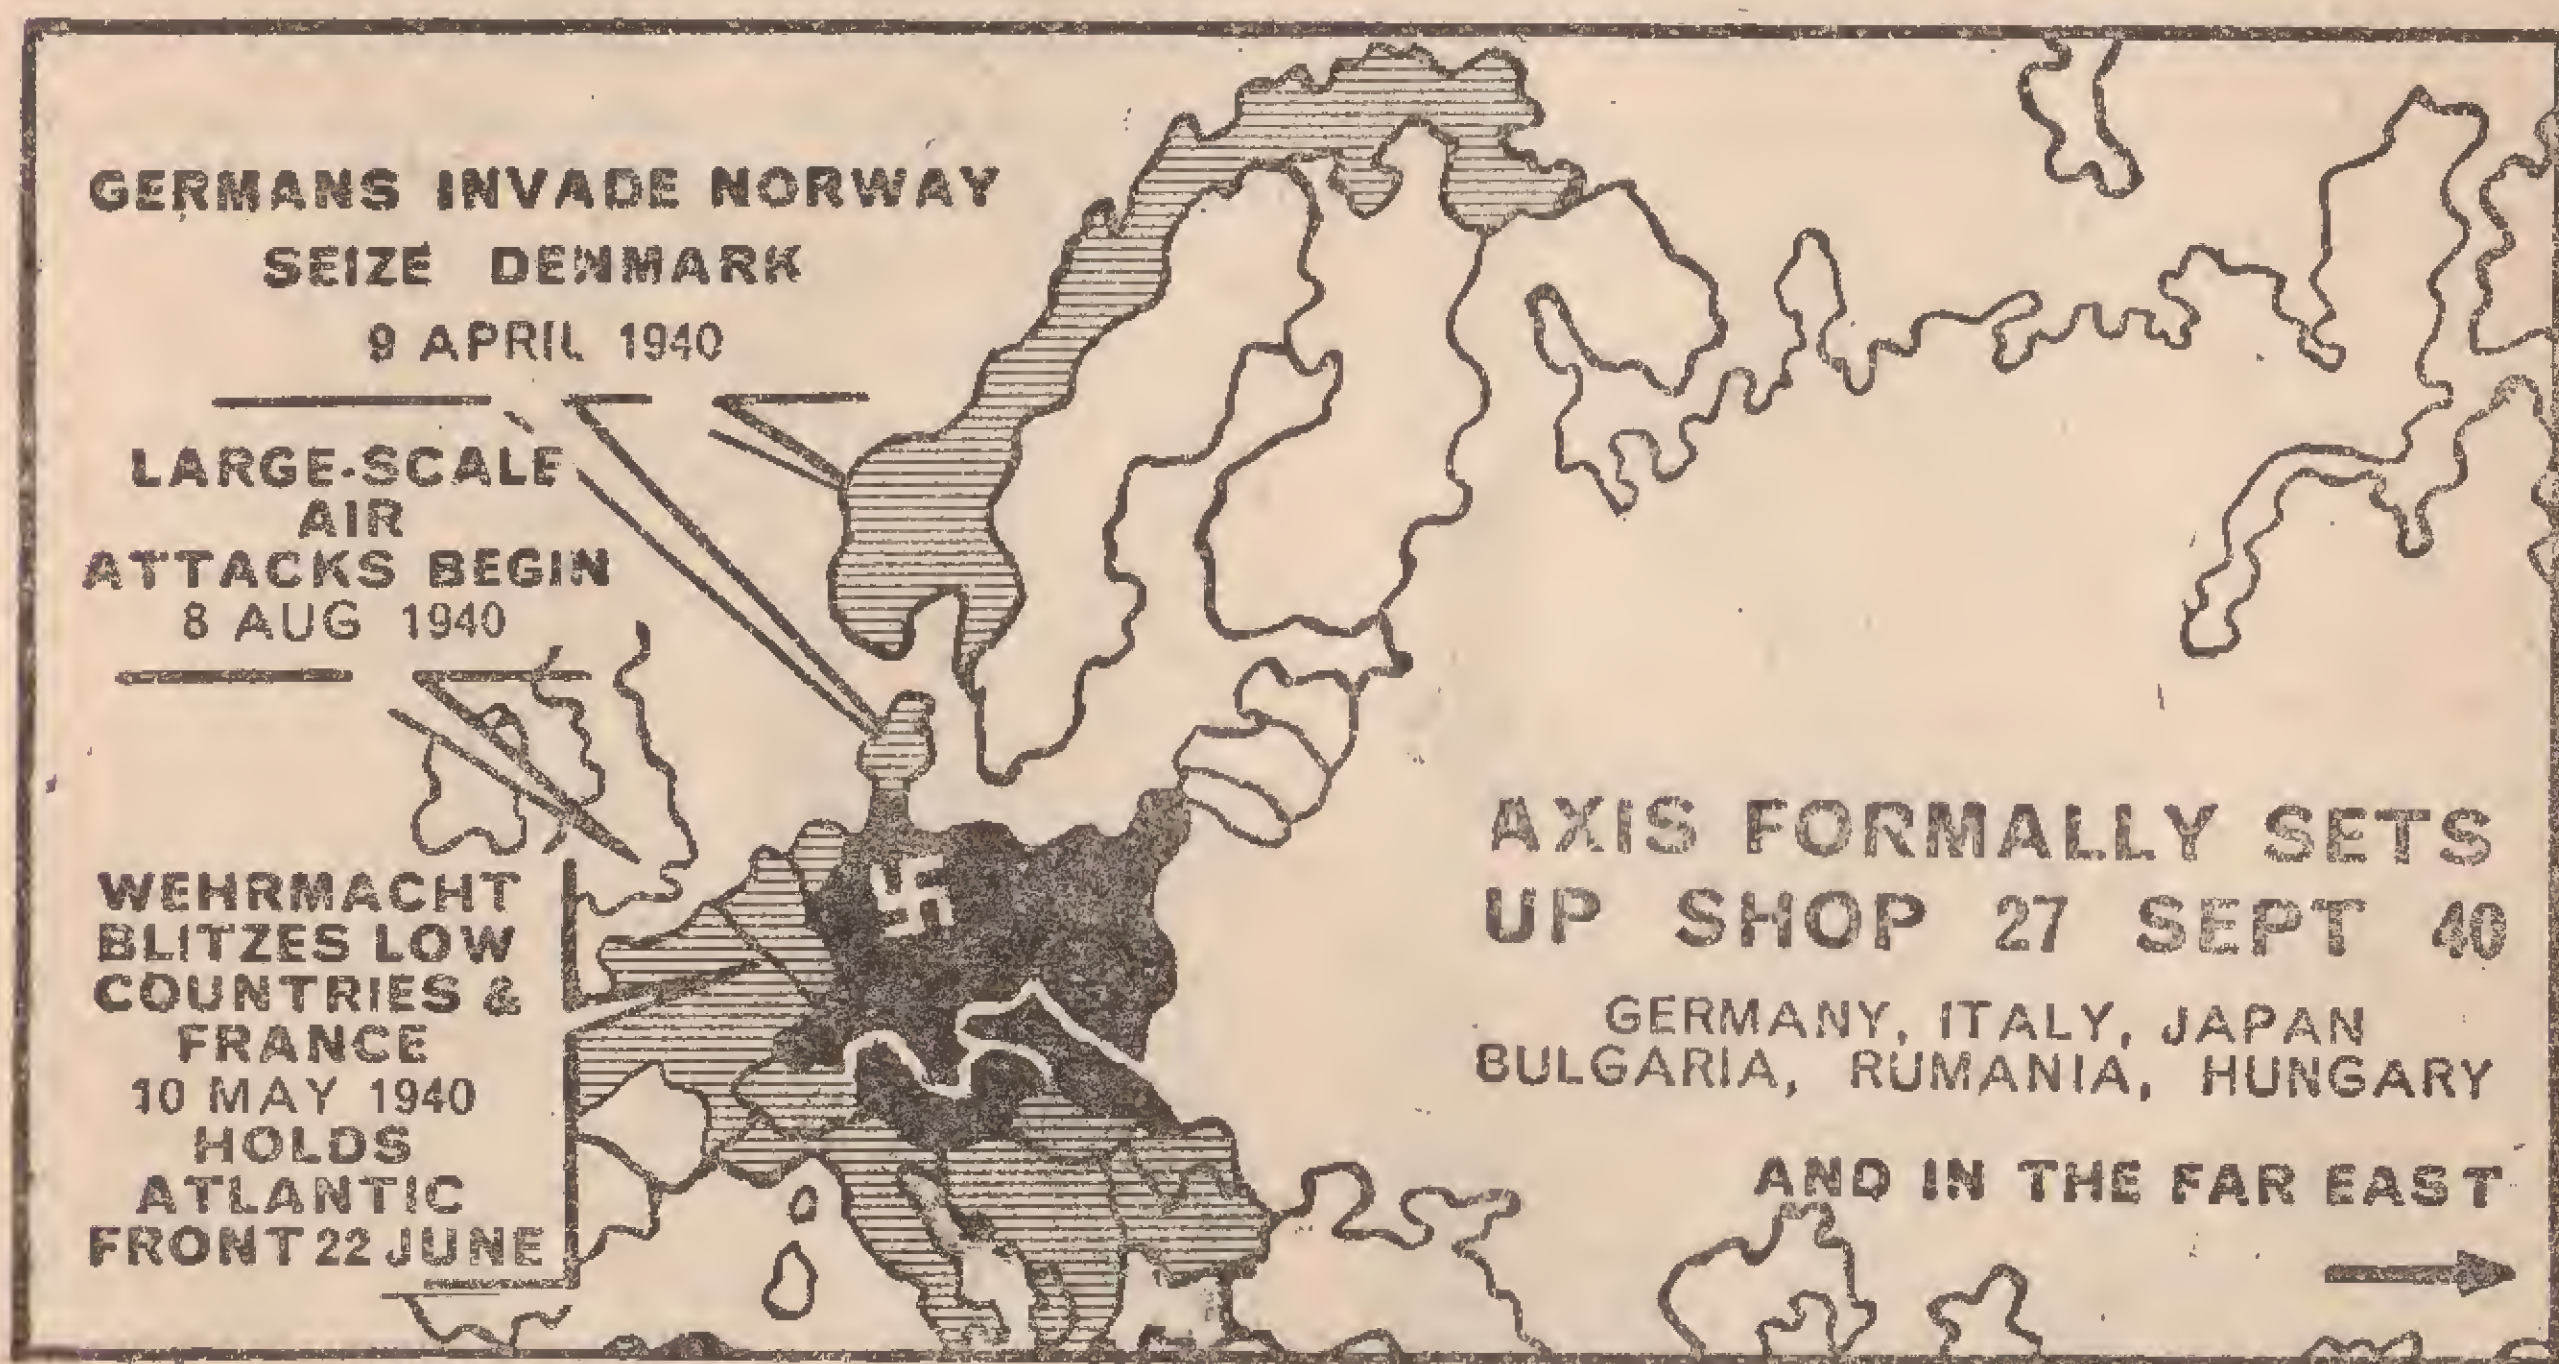 GERMANS INVADE NORWAY
SEIZE DENMARK
9 APRIL 1940
LARGE-SCALE
AIR
ATTACKS BEGIN
8 AUG 1940
WEHRMACHT
BLITZES LOW
COUNTRIES &
FRANCE
10 MAY 1940
HOLDS
ATLANTIC
FRONT 22 JUNE
AXIS FORMALLY SETS
UP SHOP 27 SEPT 40
GERMANY, ITALY, JAPAN
BULGARIA, RUMANIA, HUNGARY
AND IN THE FAR EAST